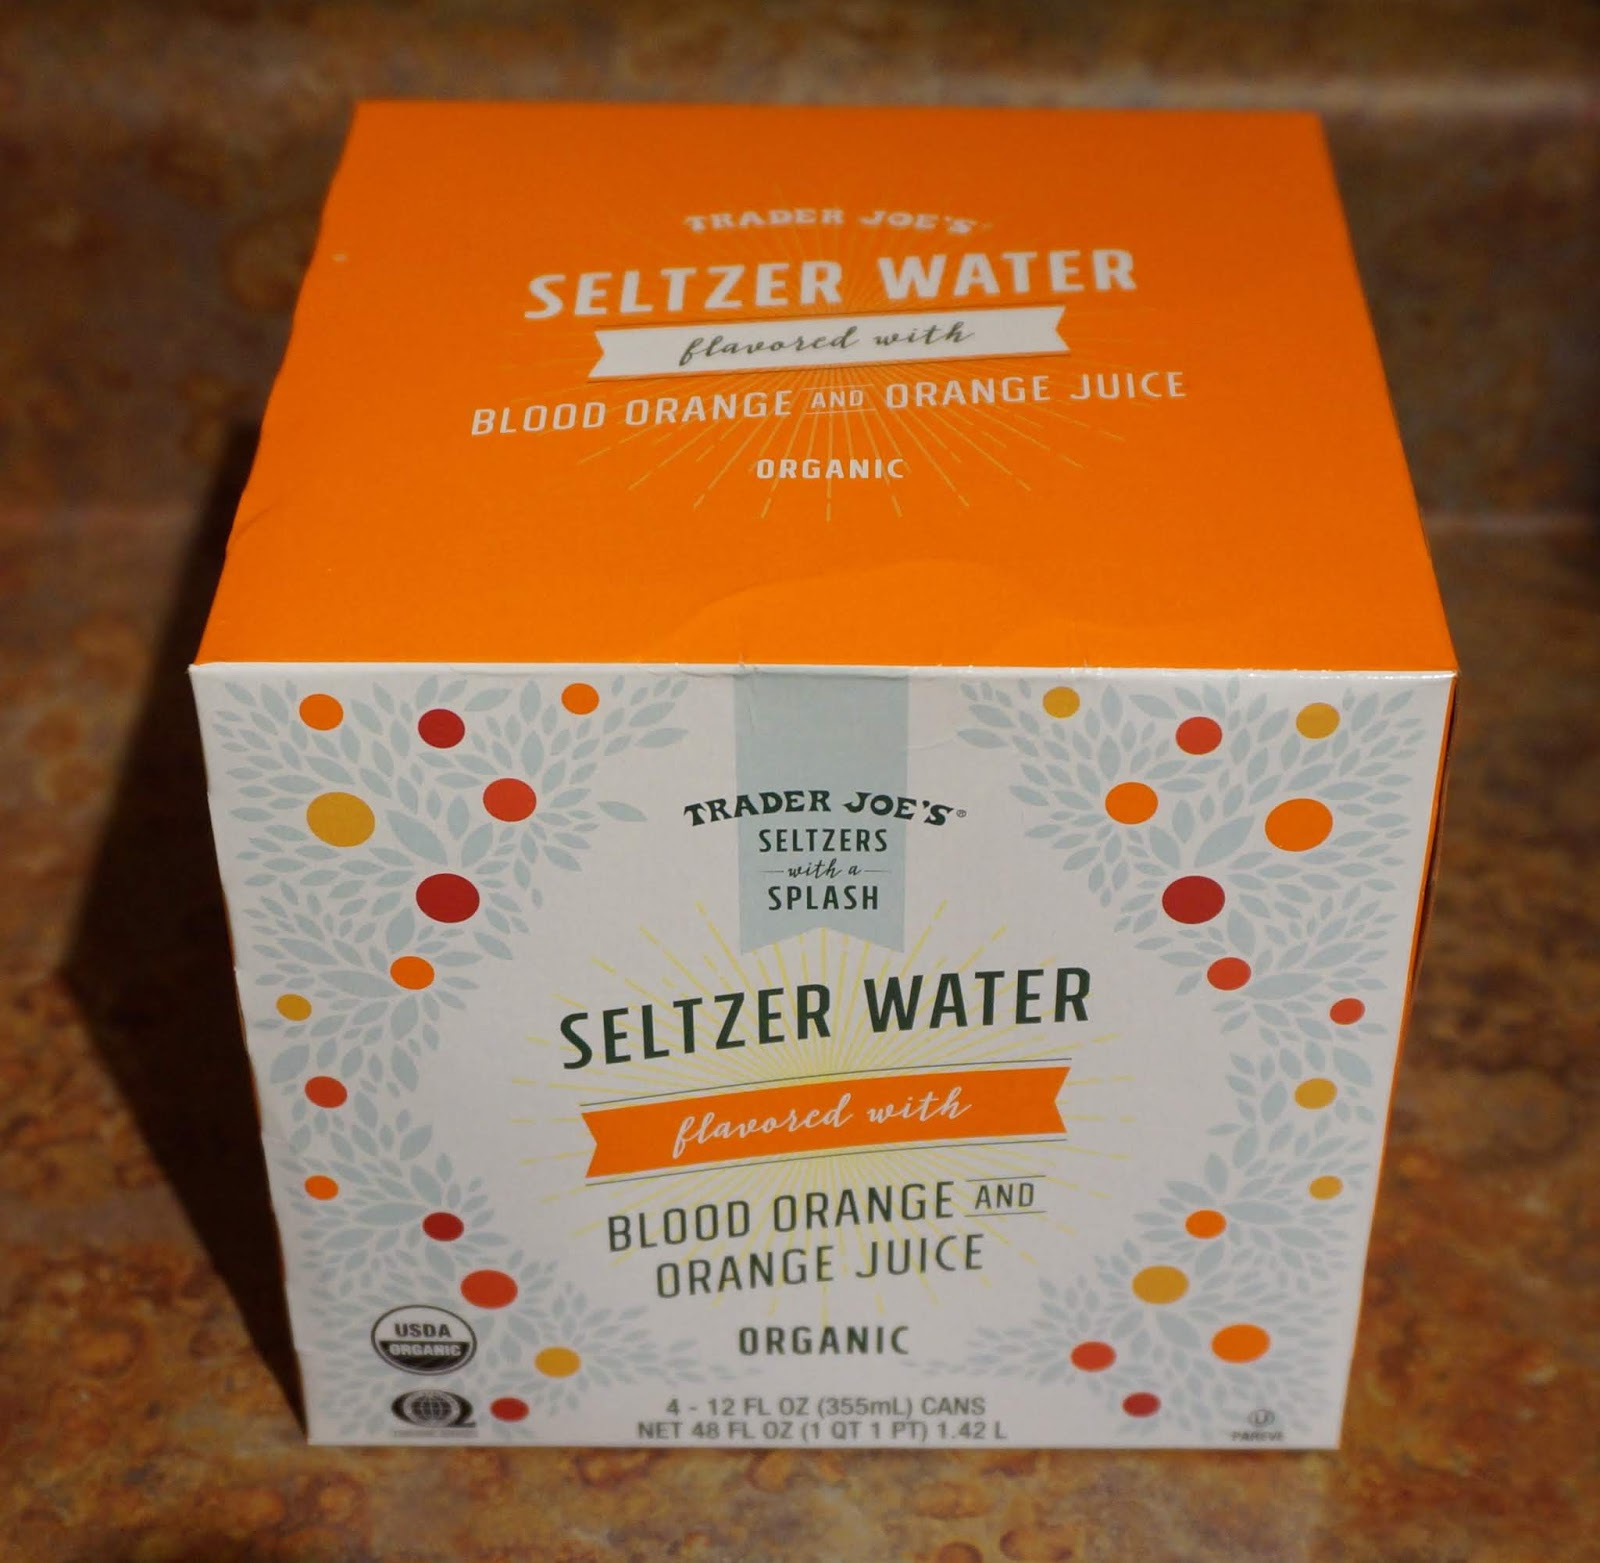 TRADER JOE'S
SELTZER WATER
flavored with
BLOOD ORANGE AND ORANGE JUICE
ORGANIC
TRADER JOE'S®
SELTZERS
with a
SPLASH
SELTZER WATER
flavored with
BLOOD ORANGE AND
ORANGE JUICE
ORGANIC
USDA
ORGANIC
4 - 12 FL OZ (355mL) CANS
NET 48 FL OZ (1 QT 1 PT) 1.42 L
U
PAREVE